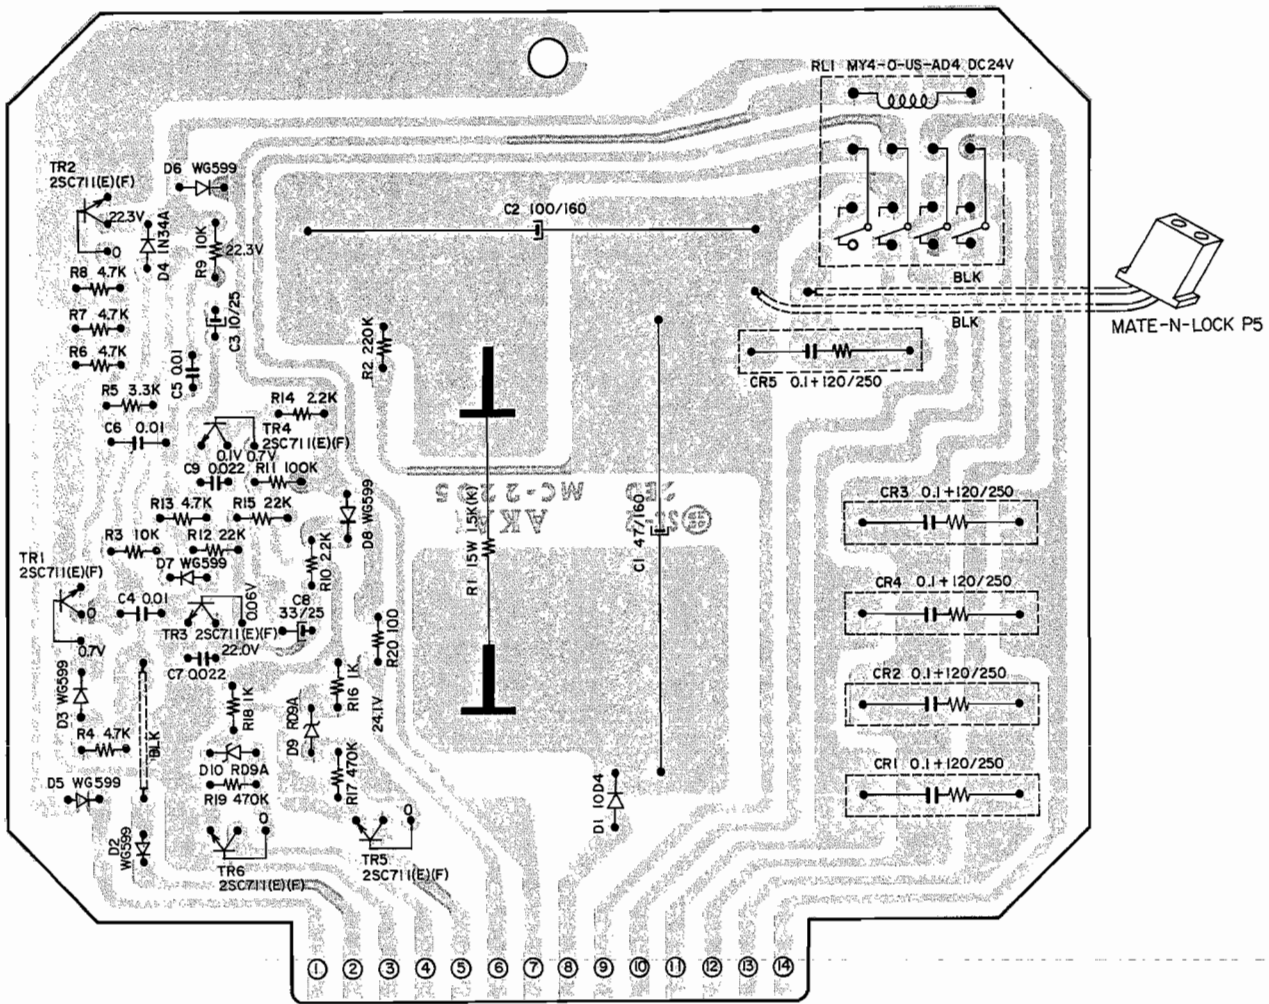 RL1 MY4-O-US-AD4 DC24V
TR2
2SC711(E)(F)
22.3V
0
D6 WG599
D4 1N34A
R9 10K
22.3V
C2 100/160
BLK
BLK
MATE-N-LOCK P5
R8 4.7K
R7 4.7K
R6 4.7K
C3 10/25
C5 0.01
R2 220K
CR5 0.1+120/250
R5 3.3K
C6 0.01
R14 2.2K
TR4
2SC711(E)(F)
0.1V 0.7V
C9 0.022
R11 100K
R13 4.7K
R15 22K
D8 WG599
MC-2205
AKAI
R1 15W 1.5K(K)
C1 47/160
CR3 0.1+120/250
R3 10K
R12 22K
R10 2.2K
TR1
2SC711(E)(F)
0
0.7V
D7 WG599
C4 0.01
0.06V
TR3 2SC711(E)(F)
22.0V
C8
33/25
R20 100
CR4 0.1+120/250
C7 0.022
D3 WG599
R18 1K
R16 1K
24.1V
D9 RD9A
CR2 0.1+120/250
R4 4.7K
BLK
D10 RD9A
R19 470K
R17 470K
D5 WG599
D1 10D4
CR1 0.1+120/250
D2
WG599
0
TR6
2SC711(E)(F)
0
TR5
2SC711(E)(F)
1 2 3 4 5 6 7 8 9 10 11 12 13 14